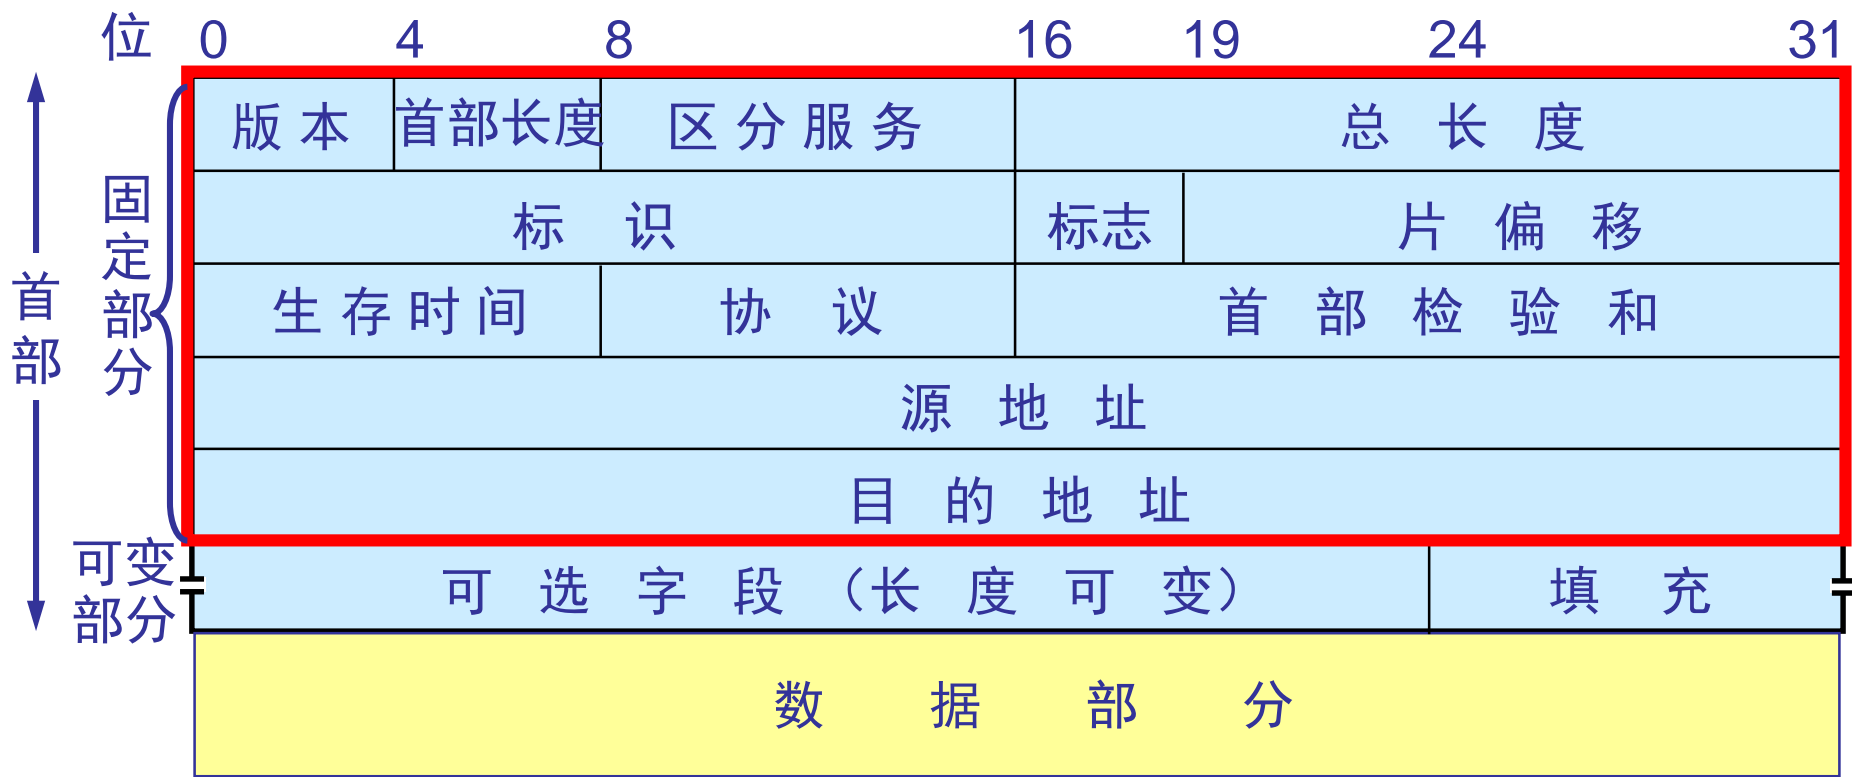 位 0 4 8 16 19 24 31
版本 首部长度 区分服务 总长度
标识 标志 片偏移
生存时间 协议 首部检验和
源地址
目的地址
可选字段（长度可变） 填充
数据部分
首部
固定部分
可变
部分